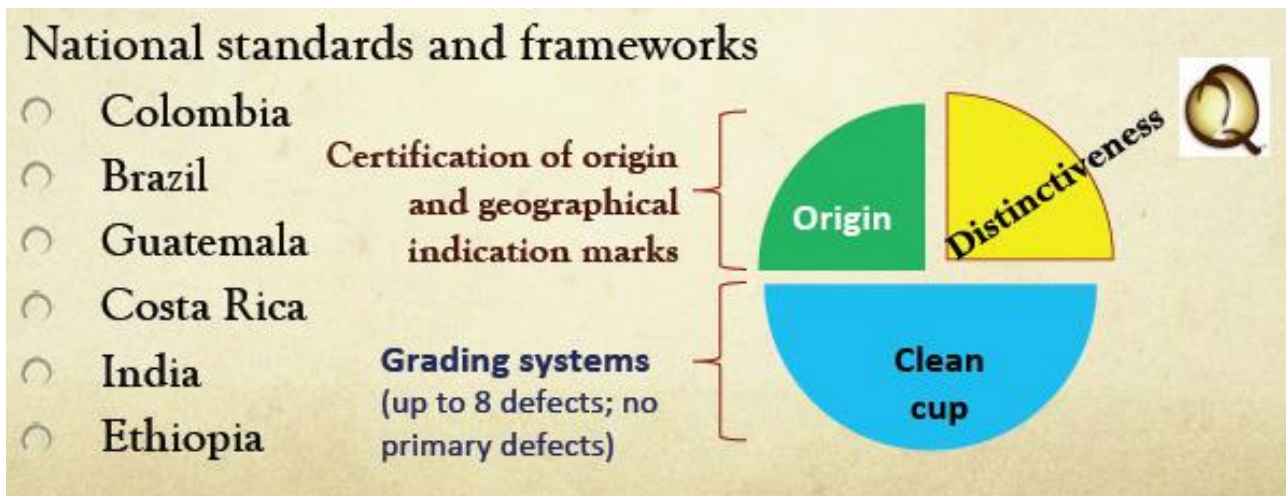 National standards and frameworks
Colombia
Brazil
Guatemala
Costa Rica
India
Ethiopia
Certification of origin
and geographical
indication marks
Grading systems
(up to 8 defects; no
primary defects)
Origin
Distinctiveness
Clean
cup